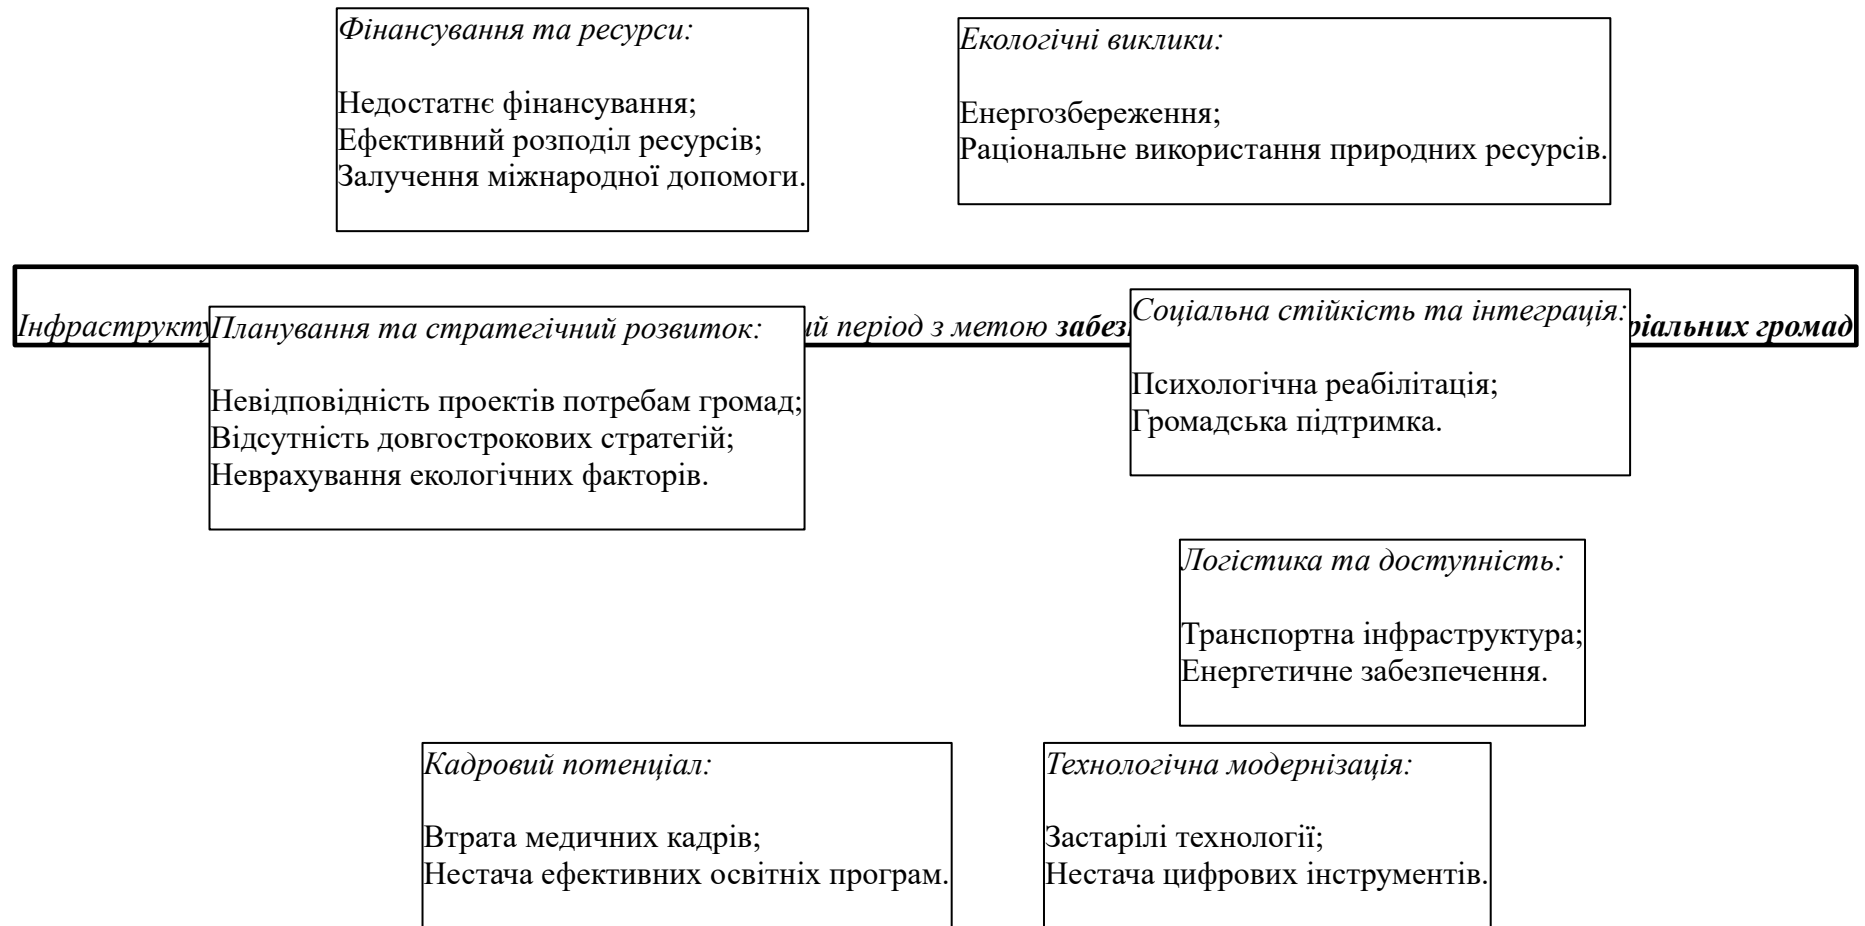 Фінансування та ресурси:
Недостатнє фінансування;
Ефективний розподіл ресурсів;
Залучення міжнародної допомоги.
Екологічні виклики:
Енергозбереження;
Раціональне використання природних ресурсів.
період з метою
громад
Планування та стратегічний розвиток:
Невідповідність проектів потребам громад;
Відсутність довгострокових стратегій;
Неврахування екологічних факторів.
Соціальна стійкість та інтеграція:
Психологічна реабілітація;
Громадська підтримка.
Логістика та доступність:
Транспортна інфраструктура;
Енергетичне забезпечення.
Кадровий потенціал:
Втрата медичних кадрів;
Нестача ефективних освітніх програм.
Технологічна модернізація:
Застарілі технології;
Нестача цифрових інструментів.